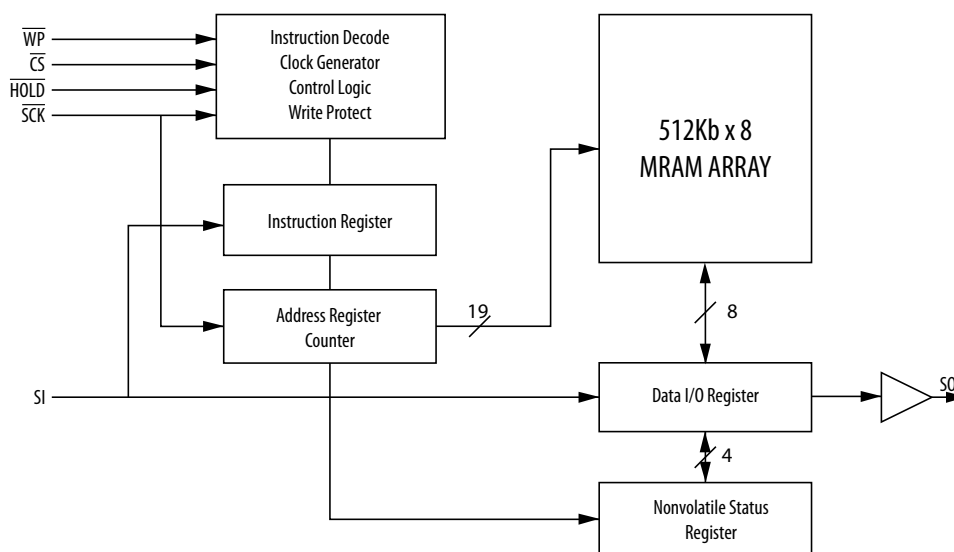 WP
CS
HOLD
SCK
Instruction Decode
Clock Generator
Control Logic
Write Protect
512Kb x 8
MRAM ARRAY
Instruction Register
Address Register
Counter
19
8
SI
Data I/O Register
SO
4
Nonvolatile Status
Register